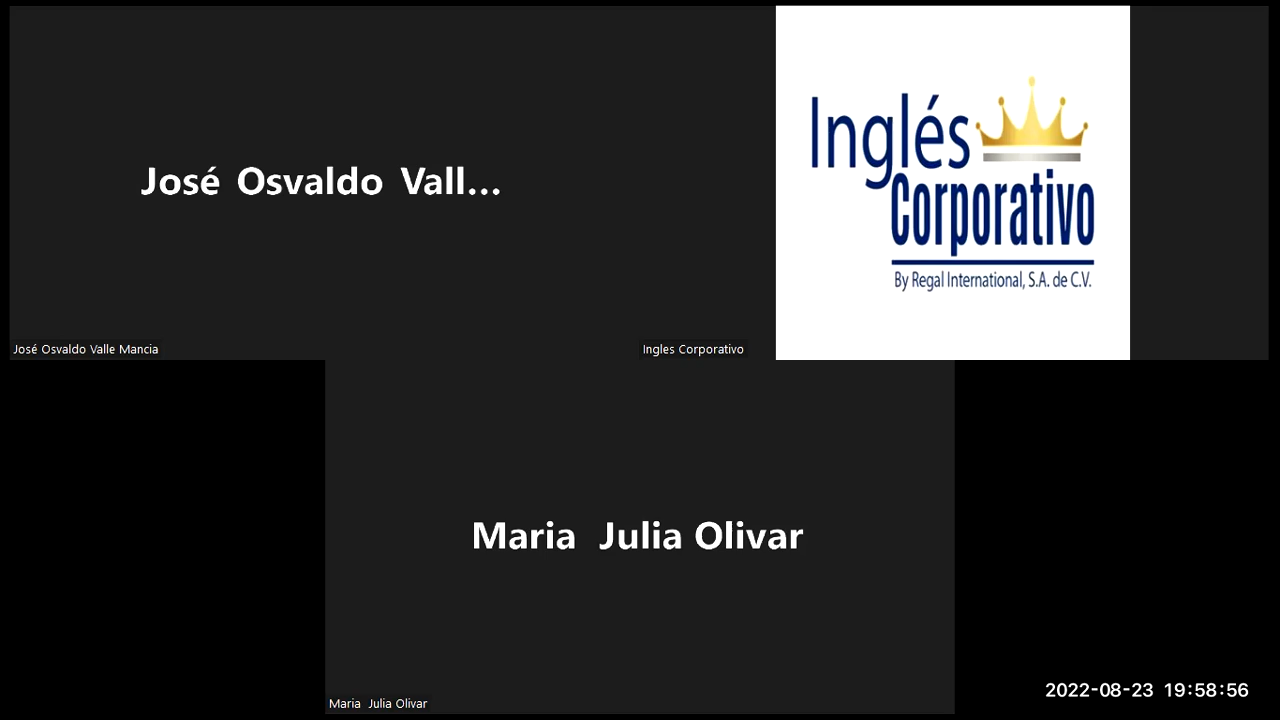 José Osvaldo Vall...
José Osvaldo Valle Mancia
Inglés
Corporativo
By Regal International, S.A. de C.V.
Ingles Corporativo
Maria Julia Olivar
Maria Julia Olivar
2022-08-23 19:58:56